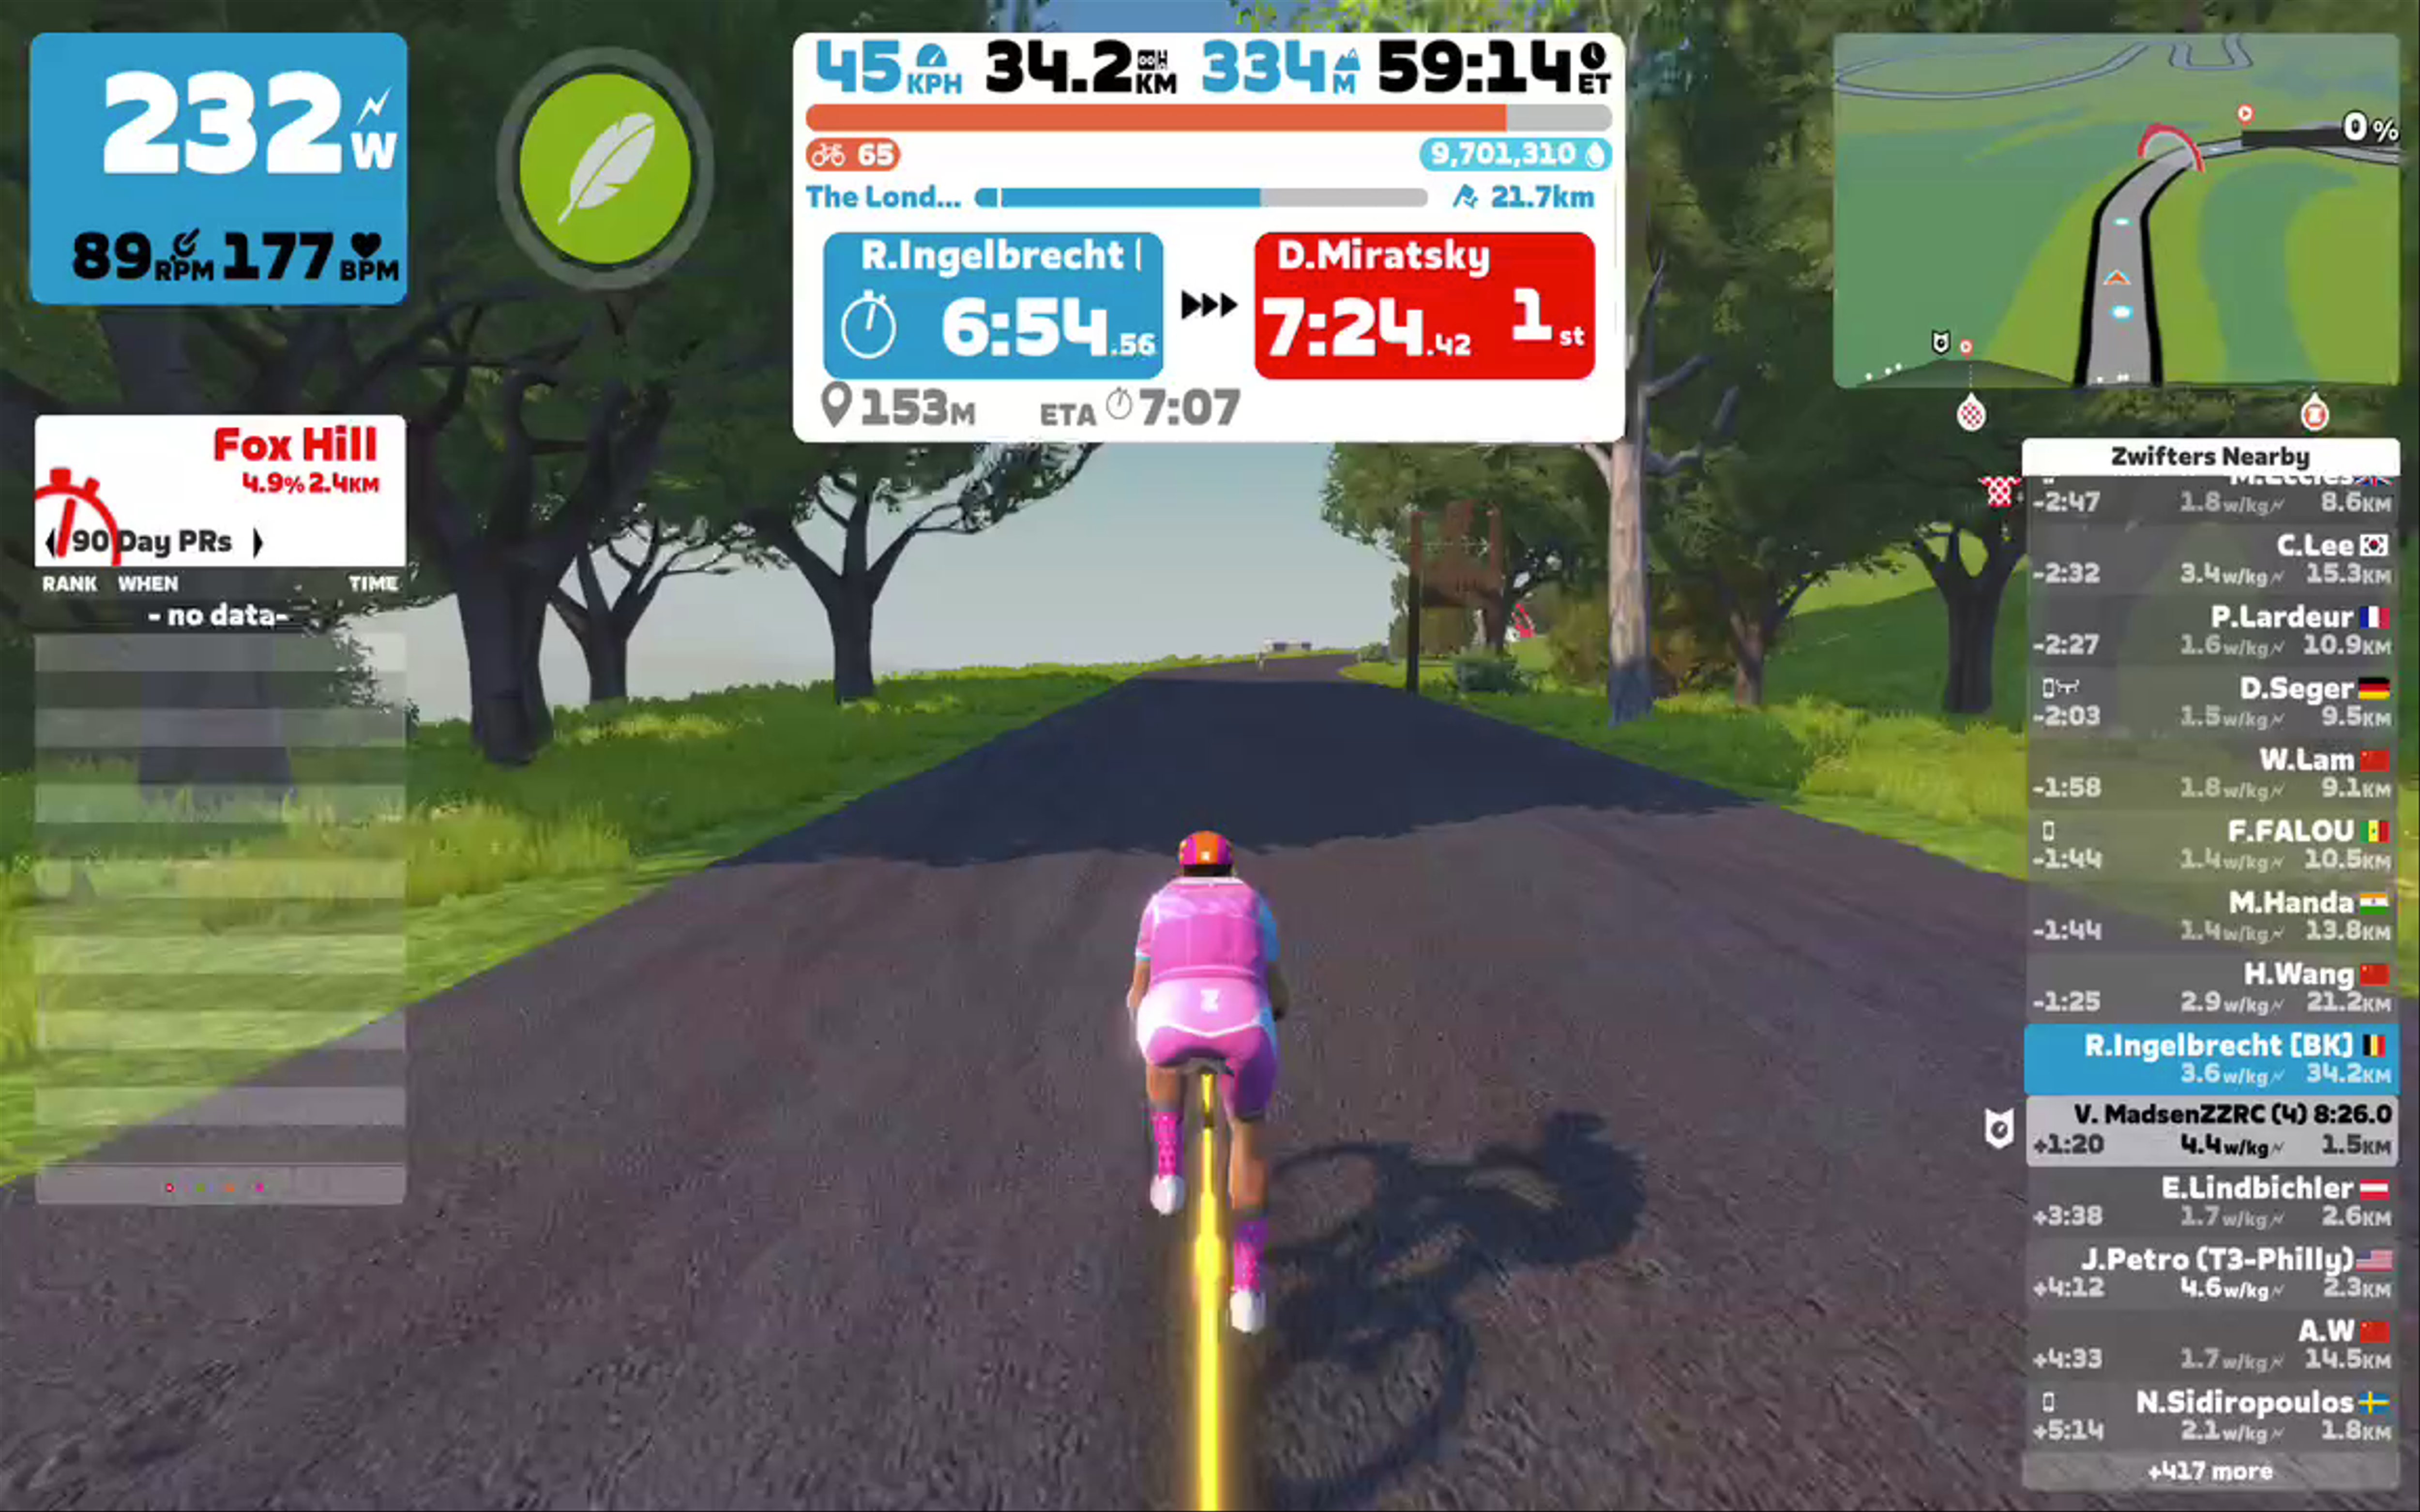 232 W
89 RPM 177 BPM
45 KPH 34.2 KM 334 M 59:14 ET
65
9,701,310
The Lond... 21.7km
R.Ingelbrecht
6:54.56
D.Miratsky
7:24.42 1st
153M ETA 7:07
0%
Fox Hill
4.9% 2.4KM
90 Day PRs
RANK WHEN TIME
- no data-
Zwifters Nearby
-2:47 1.8w/kg 8.6KM
C.Lee
-2:32 3.4w/kg 15.3KM
P.Lardeur
-2:27 1.6w/kg 10.9KM
D.Seger
-2:03 1.5w/kg 9.5KM
W.Lam
-1:58 1.8w/kg 9.1KM
F.FALOU
-1:44 1.4w/kg 10.5KM
M.Handa
-1:44 1.4w/kg 13.8KM
H.Wang
-1:25 2.9w/kg 21.2KM
R.Ingelbrecht [BK]
3.6w/kg 34.2KM
V. MadsenZZRC (4) 8:26.0
+1:20 4.4w/kg 1.5KM
E.Lindbichler
+3:38 1.7w/kg 2.6KM
J.Petro (T3-Philly)
+4:12 4.6w/kg 2.3KM
A.W
+4:33 1.7w/kg 14.5KM
N.Sidiropoulos
+5:14 2.1w/kg 1.8KM
+417 more